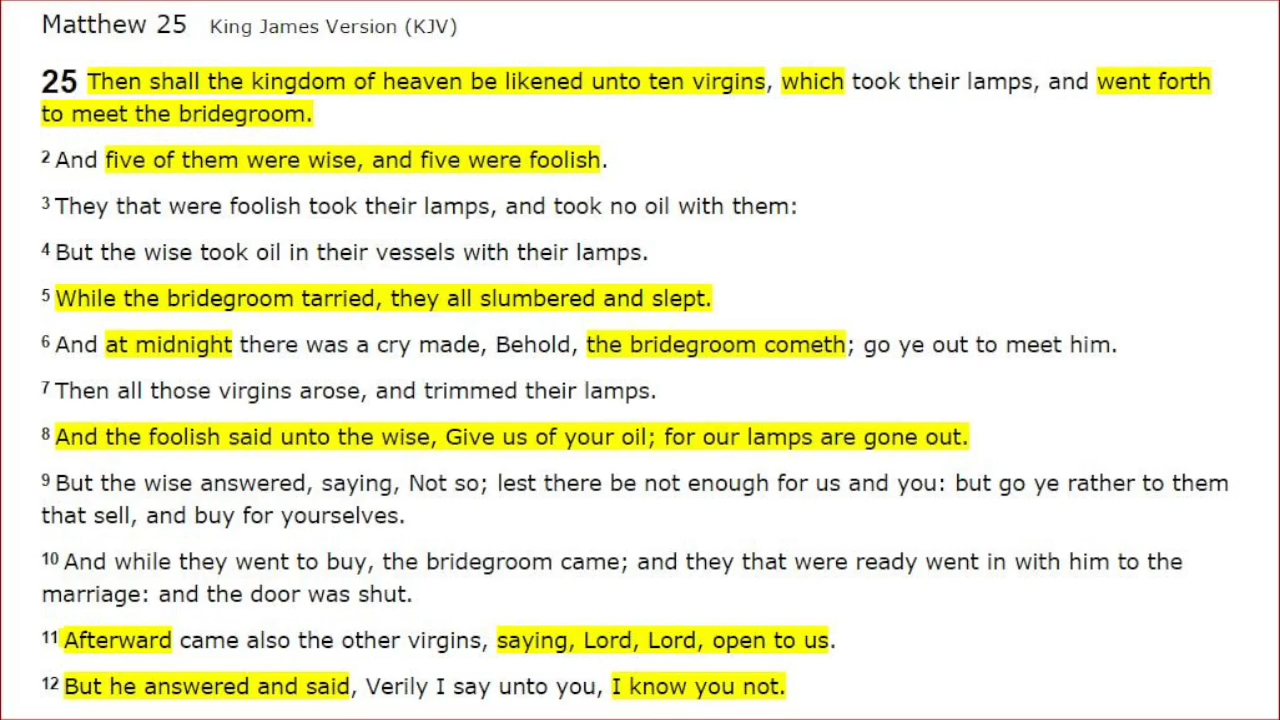 Matthew 25 King James Version (KJV)
25 Then shall the kingdom of heaven be likened unto ten virgins, which took their lamps, and went forth
to meet the bridegroom.
2 And five of them were wise, and five were foolish.
3 They that were foolish took their lamps, and took no oil with them:
4 But the wise took oil in their vessels with their lamps.
5 While the bridegroom tarried, they all slumbered and slept.
6 And at midnight there was a cry made, Behold, the bridegroom cometh; go ye out to meet him.
7 Then all those virgins arose, and trimmed their lamps.
8 And the foolish said unto the wise, Give us of your oil; for our lamps are gone out.
9 But the wise answered, saying, Not so; lest there be not enough for us and you: but go ye rather to them
that sell, and buy for yourselves.
10 And while they went to buy, the bridegroom came; and they that were ready went in with him to the
marriage: and the door was shut.
11 Afterward came also the other virgins, saying, Lord, Lord, open to us.
12 But he answered and said, Verily I say unto you, I know you not.